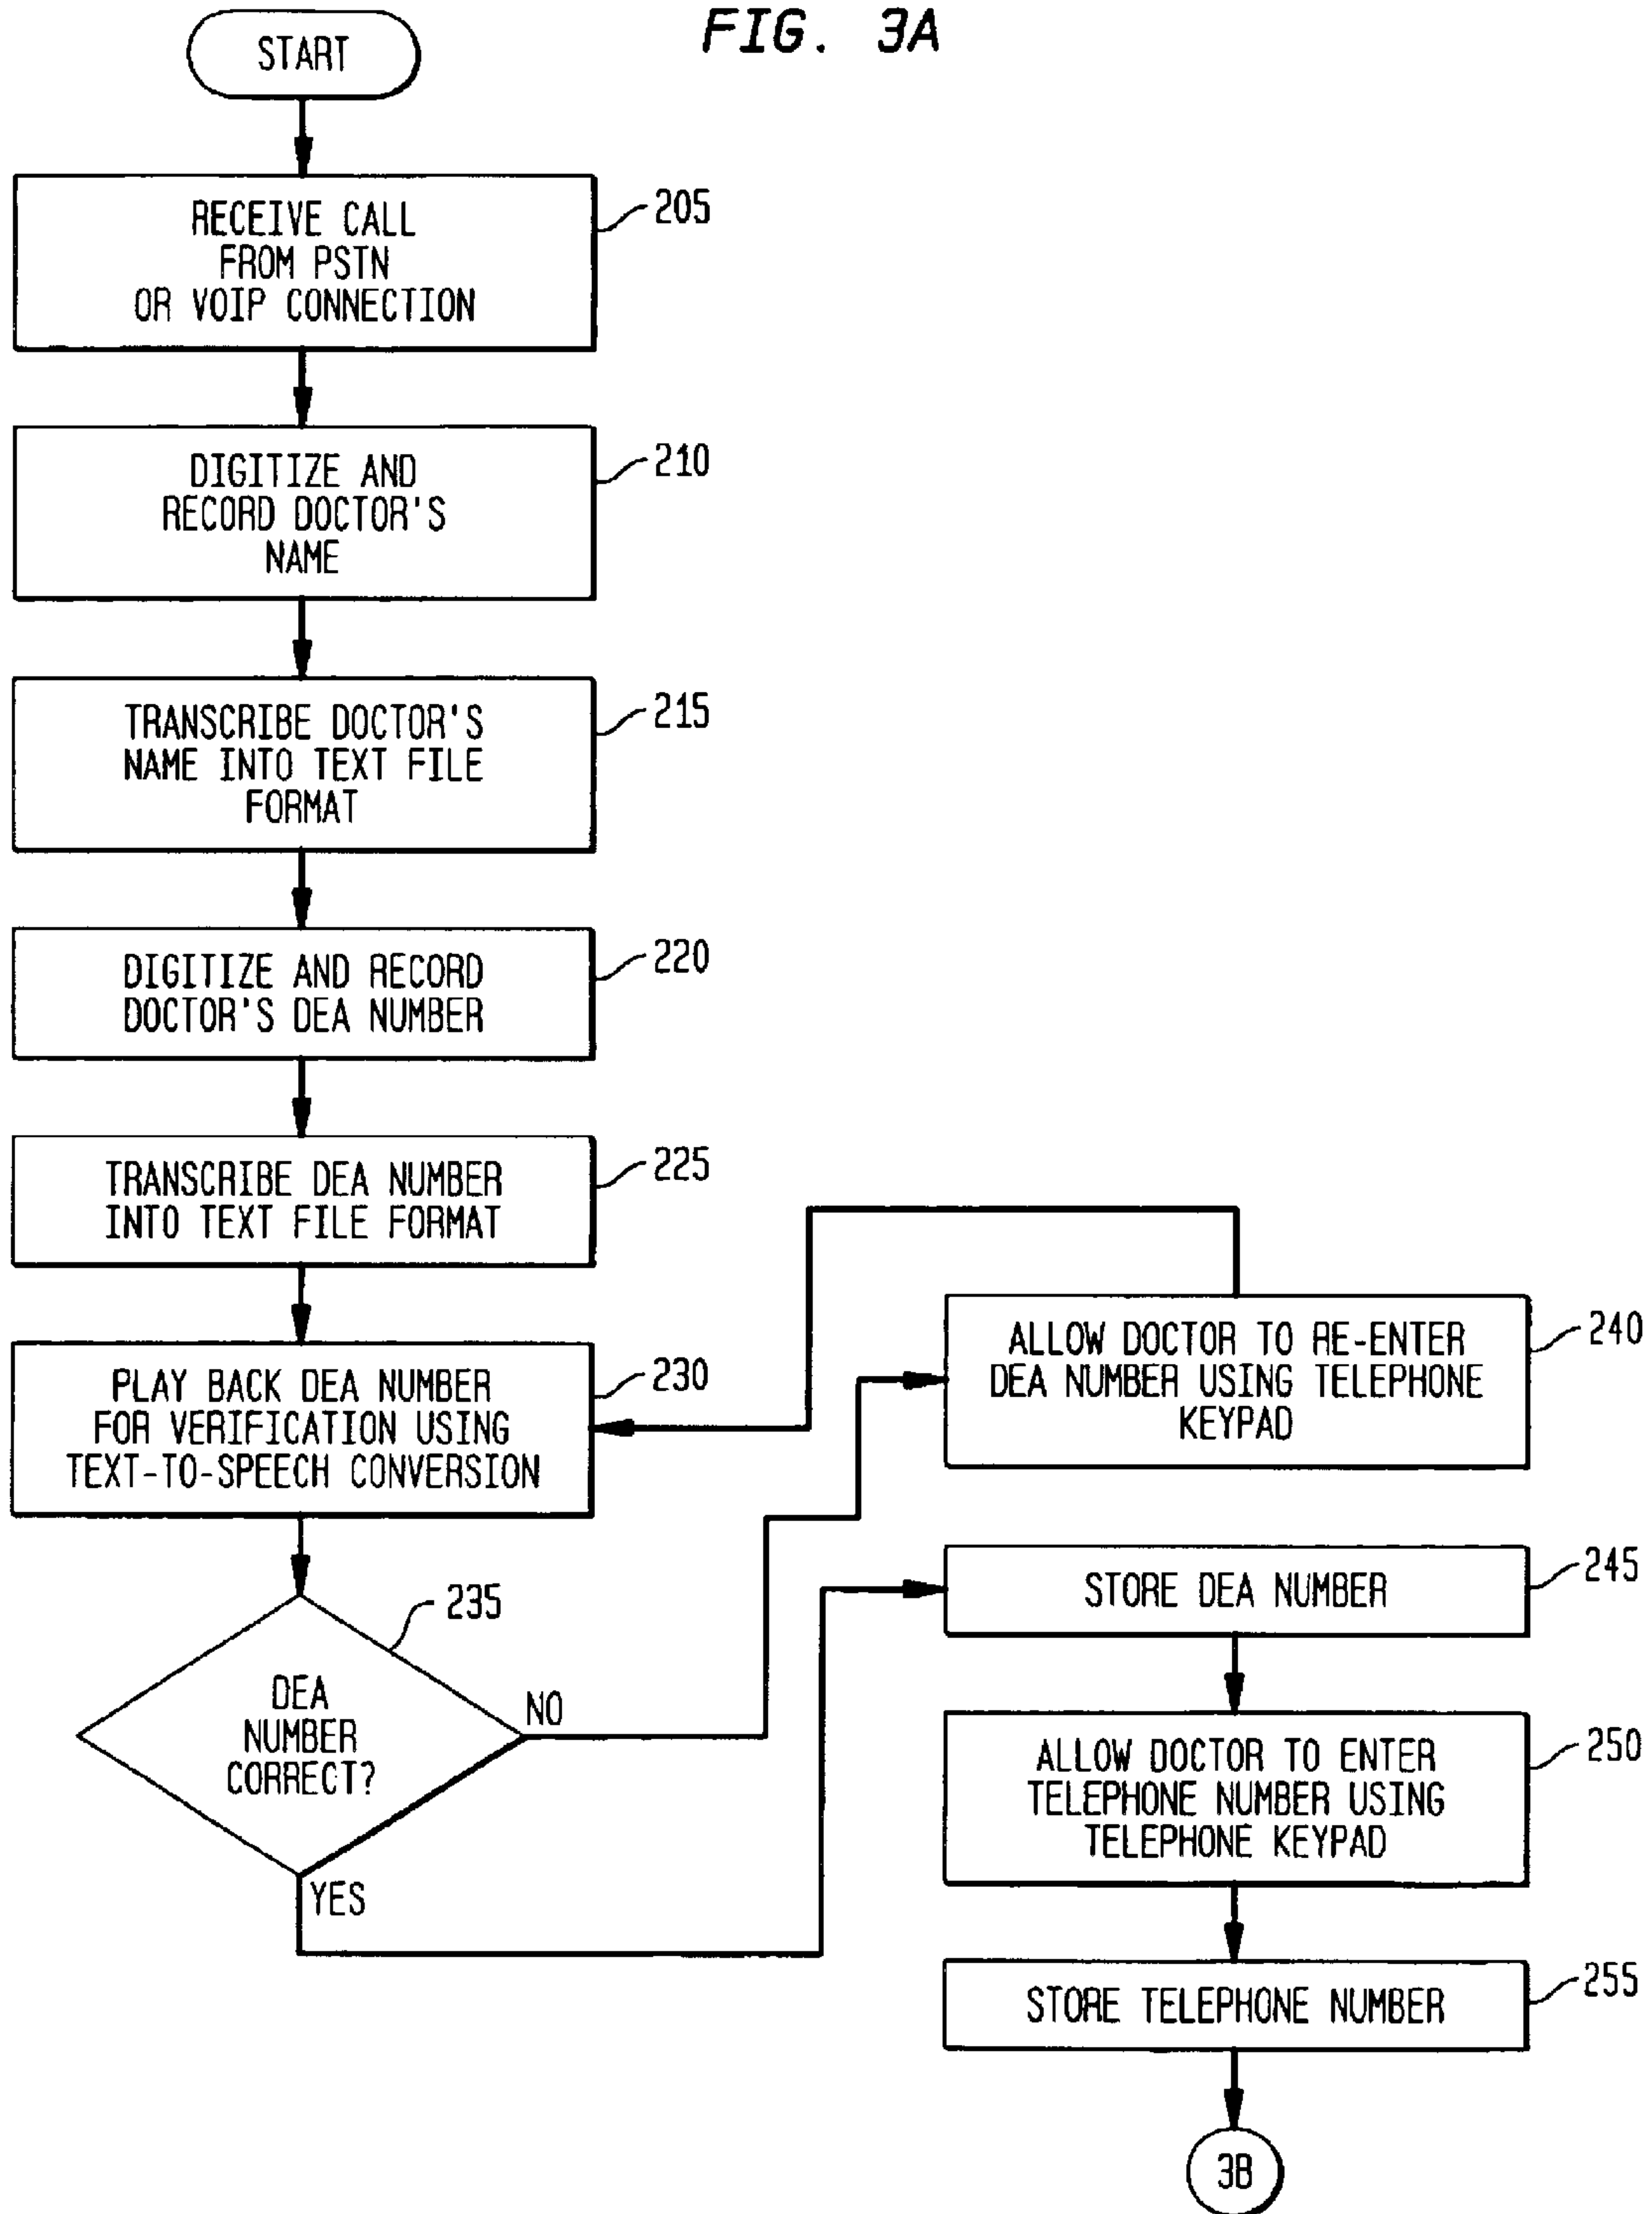 FIG. 3A
START
RECEIVE CALL
FROM PSTN
OR VOIP CONNECTION
205
DIGITIZE AND
RECORD DOCTOR'S
NAME
210
TRANSCRIBE DOCTOR'S
NAME INTO TEXT FILE
FORMAT
215
DIGITIZE AND RECORD
DOCTOR'S DEA NUMBER
220
TRANSCRIBE DEA NUMBER
INTO TEXT FILE FORMAT
225
PLAY BACK DEA NUMBER
FOR VERIFICATION USING
TEXT-TO-SPEECH CONVERSION
230
DEA
NUMBER
CORRECT?
235
NO
YES
ALLOW DOCTOR TO RE-ENTER
DEA NUMBER USING TELEPHONE
KEYPAD
240
STORE DEA NUMBER
245
ALLOW DOCTOR TO ENTER
TELEPHONE NUMBER USING
TELEPHONE KEYPAD
250
STORE TELEPHONE NUMBER
255
3B